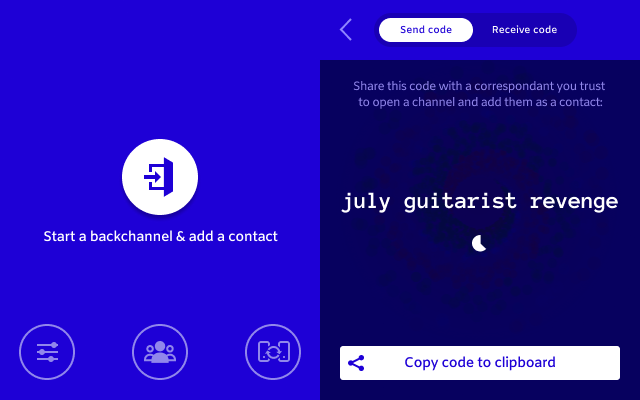 Start a backchannel & add a contact
Send code
Receive code
Share this code with a correspondant you trust
to open a channel and add them as a contact:
july guitarist revenge
Copy code to clipboard